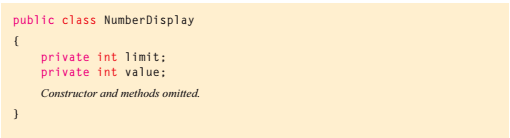 public class NumberDisplay
{
    private int limit;
    private int value;
    Constructor and methods omitted.
}